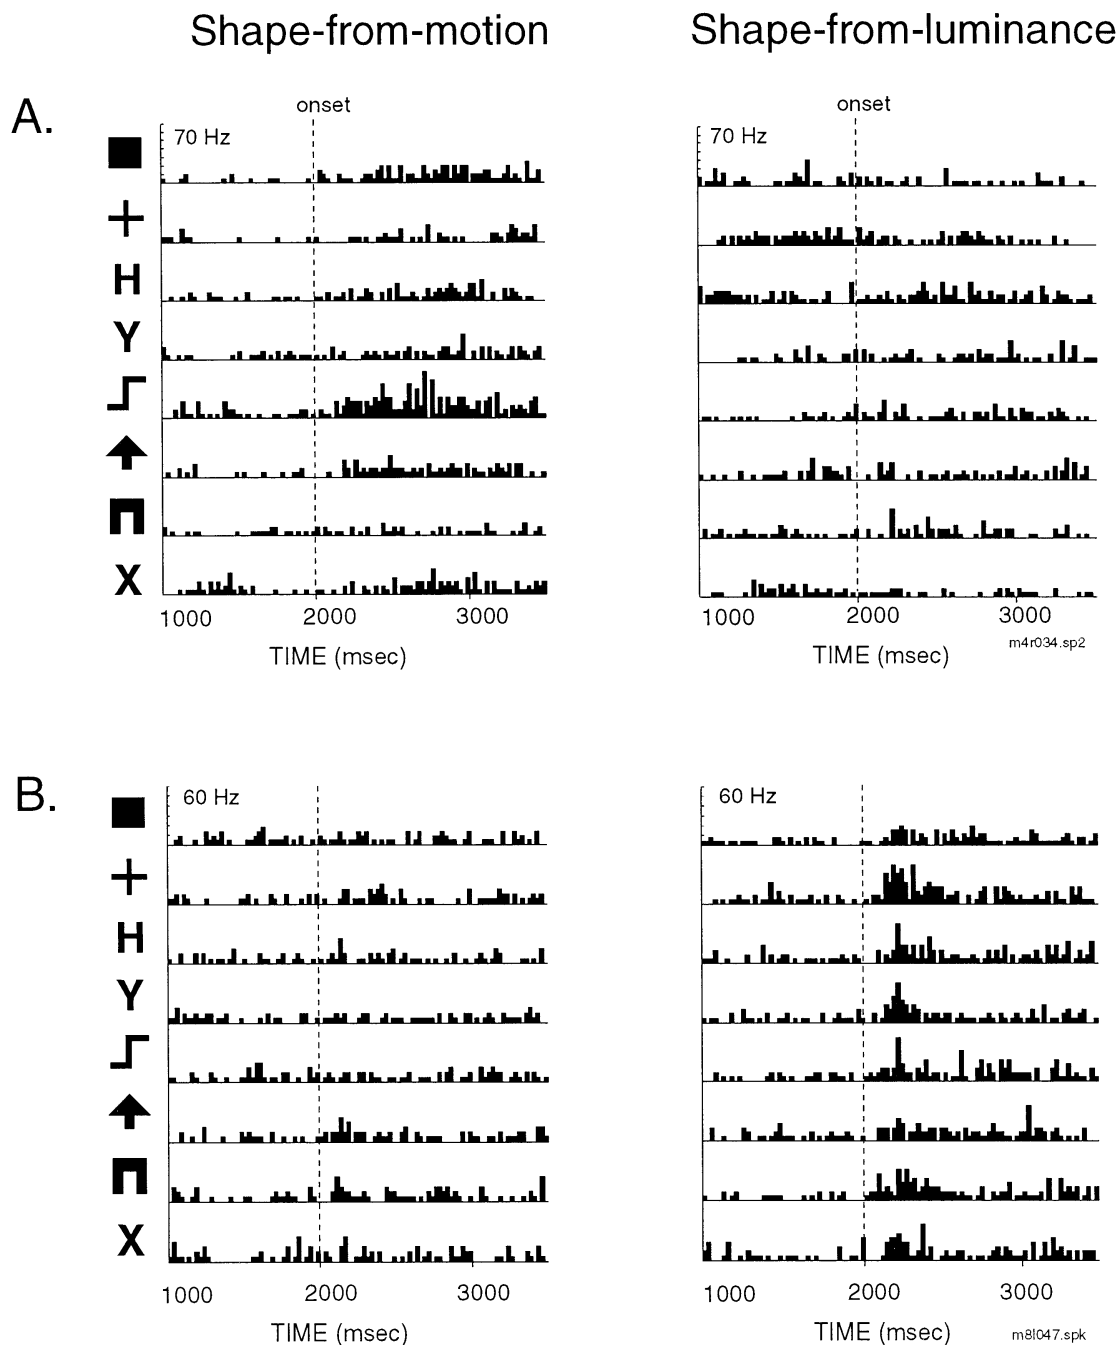 Shape-from-motion
Shape-from-luminance
A.
onset
onset
70 Hz
70 Hz
H
Y
X
1000 2000 3000
1000 2000 3000
TIME (msec)
TIME (msec)
m4r034.sp2
B.
60 Hz
60 Hz
H
Y
X
1000 2000 3000
1000 2000 3000
TIME (msec)
TIME (msec)
m8l047.spk